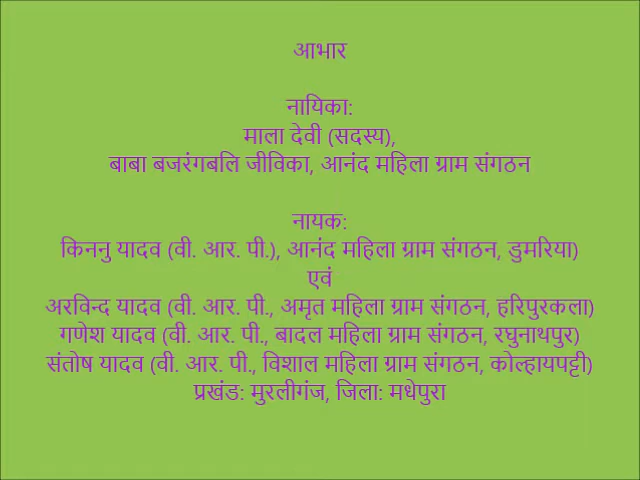 आभार
नायिका:
माला देवी (सदस्य),
बाबा बजरंगबलि जीविका, आनंद महिला ग्राम संगठन
नायक:
किननु यादव (वी. आर. पी.), आनंद महिला ग्राम संगठन, डुमरिया)
एवं
अरविन्द यादव (वी. आर. पी., अमृत महिला ग्राम संगठन, हरिपुरकला)
गणेश यादव (वी. आर. पी., बादल महिला ग्राम संगठन, रघुनाथपुर)
संतोष यादव (वी. आर. पी., विशाल महिला ग्राम संगठन, कोल्हायपट्टी)
प्रखंड: मुरलीगंज, जिला: मधेपुरा